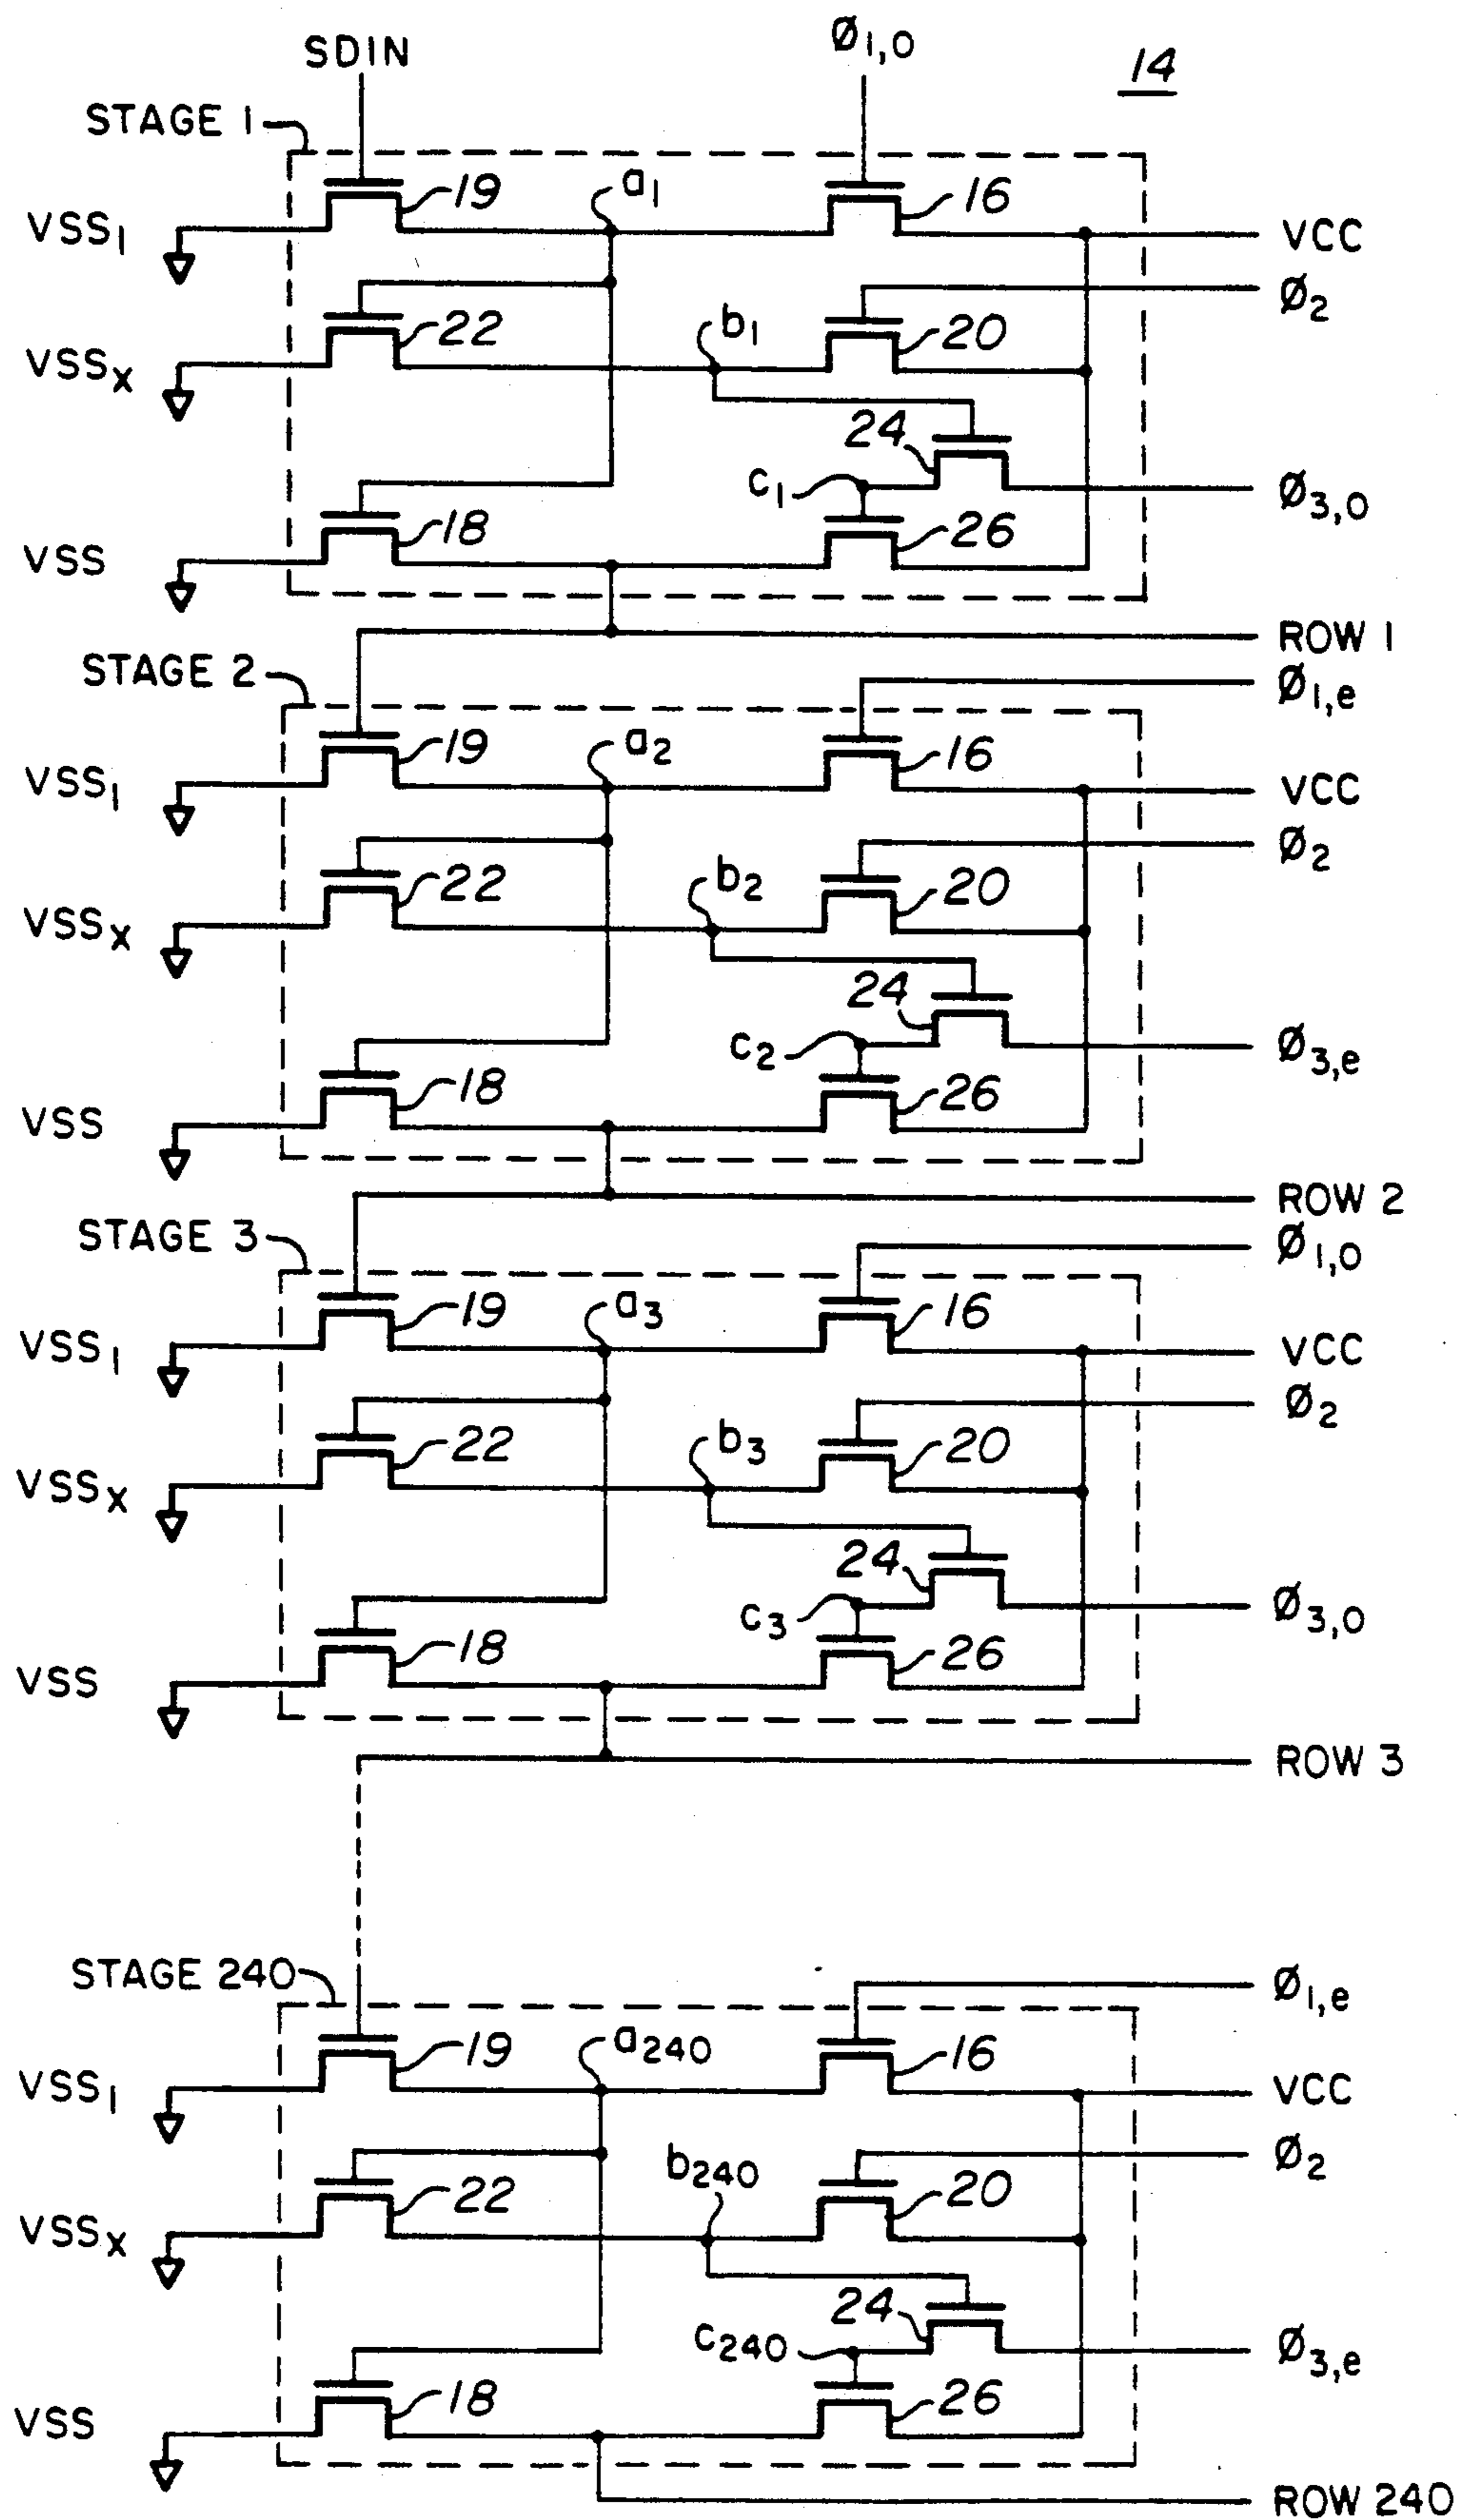 SDIN
Ø1,0
14
STAGE 1
19
a1
16
VSS1
VCC
Ø2
22
b1
20
VSSX
24
c1
Ø3,0
18
26
VSS
ROW 1
STAGE 2
Ø1,e
19
a2
16
VSS1
VCC
Ø2
22
b2
20
VSSX
24
c2
Ø3,e
18
26
VSS
ROW 2
STAGE 3
Ø1,0
19
a3
16
VSS1
VCC
Ø2
22
b3
20
VSSX
24
c3
Ø3,0
18
26
VSS
ROW 3
STAGE 240
Ø1,e
19
a240
16
VSS1
VCC
Ø2
b240
22
20
VSSX
24
c240
Ø3,e
18
26
VSS
ROW 240